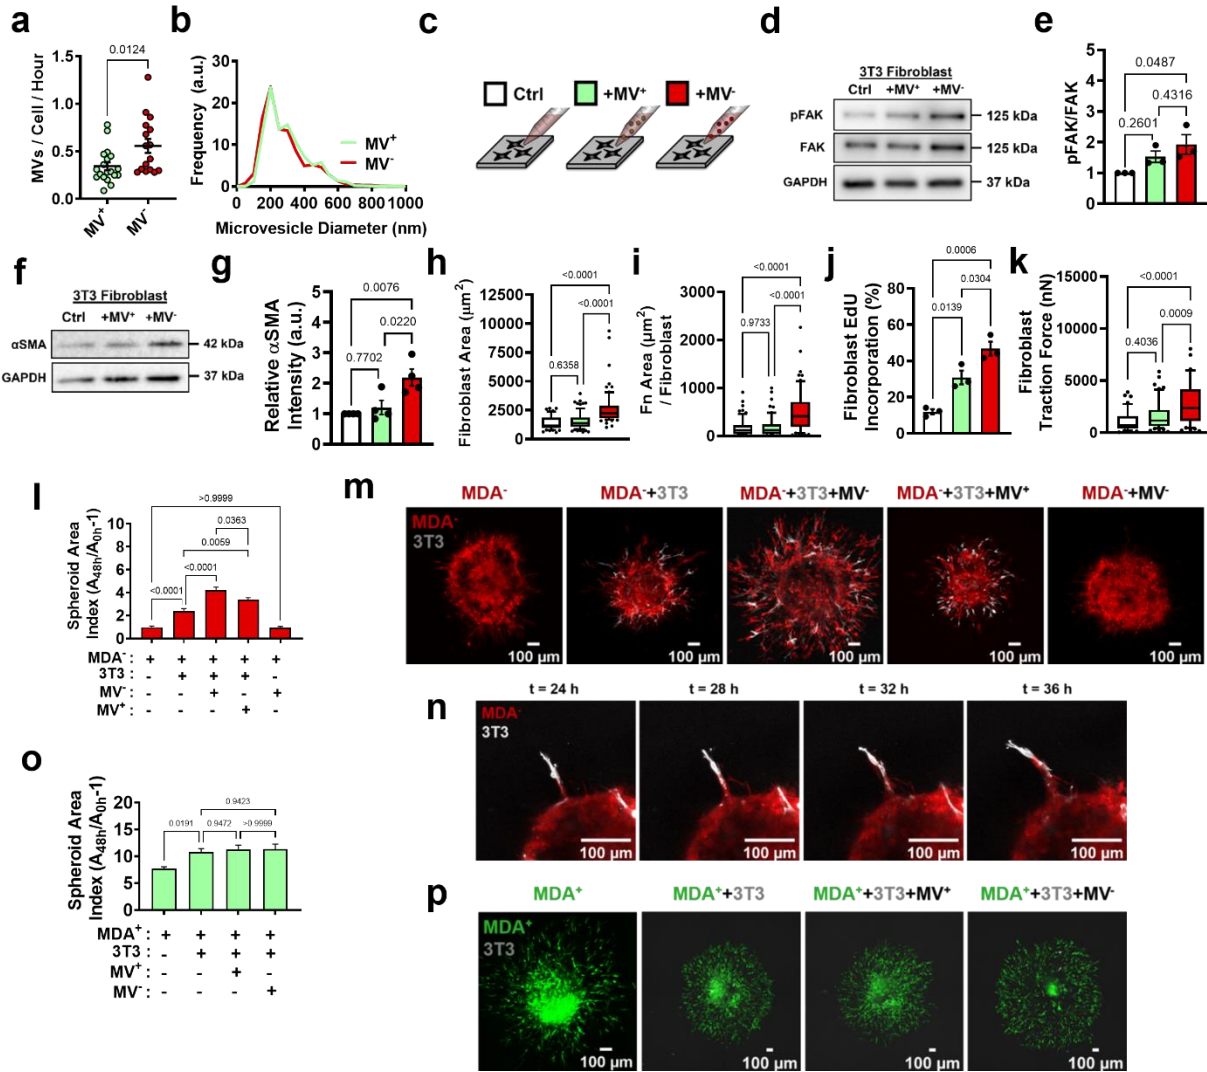 a
0.0124
MVs / Cell / Hour
1.5
1.0
0.5
0.0
MV⁺
MV⁻
b
Frequency (a.u.)
30
20
10
0
MV⁺
MV⁻
0 200 400 600 800 1000
Microvesicle Diameter (nm)
c
Ctrl
+MV⁺
+MV⁻
d
3T3 Fibroblast
Ctrl +MV⁺ +MV⁻
pFAK
125 kDa
FAK
125 kDa
GAPDH
37 kDa
e
pFAK/FAK
5
4
3
2
1
0
0.0487
0.4316
0.2601
f
3T3 Fibroblast
Ctrl +MV⁺ +MV⁻
αSMA
42 kDa
GAPDH
37 kDa
g
Relative αSMA
Intensity (a.u.)
5
4
3
2
1
0
0.0076
0.0220
0.7702
h
Fibroblast Area (μm²)
12500
10000
7500
5000
2500
0
<0.0001
<0.0001
0.6358
i
Fn Area (μm²)
/ Fibroblast
3000
2000
1000
0
<0.0001
<0.0001
0.9733
j
Fibroblast EdU
Incorporation (%)
80
60
40
20
0
0.0006
0.0304
0.0139
k
Fibroblast
Traction Force (nN)
15000
10000
5000
0
<0.0001
0.0009
0.4036
l
Spheroid Area
Index (A48h/A0h-1)
10
8
6
4
2
0
>0.9999
0.0363
0.0059
<0.0001
<0.0001
MDA⁻ : + + + + +
3T3 : - + + + -
MV⁻ : - - + - +
MV⁺ : - - - + -
m
MDA⁻
MDA⁻+3T3
MDA⁻+3T3+MV⁻
MDA⁻+3T3+MV⁺
MDA⁻+MV⁻
MDA⁻
3T3
100 μm
100 μm
100 μm
100 μm
100 μm
n
t = 24 h
t = 28 h
t = 32 h
t = 36 h
MDA⁻
3T3
100 μm
100 μm
100 μm
100 μm
o
Spheroid Area
Index (A48h/A0h-1)
20
15
10
5
0
0.9423
0.0191
0.9472
>0.9999
MDA⁺ : + + + +
3T3 : - + + +
MV⁺ : - - + -
MV⁻ : - - - +
p
MDA⁺
MDA⁺+3T3
MDA⁺+3T3+MV⁺
MDA⁺+3T3+MV⁻
MDA⁺
3T3
100 μm
100 μm
100 μm
100 μm